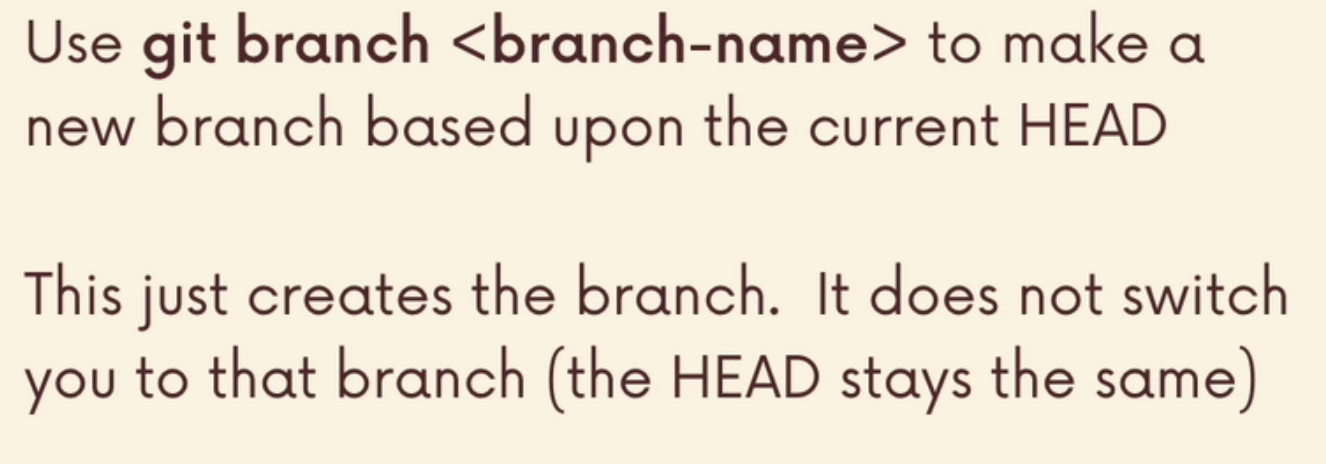 Use git branch <branch-name> to make a
new branch based upon the current HEAD
This just creates the branch.  It does not switch
you to that branch (the HEAD stays the same)